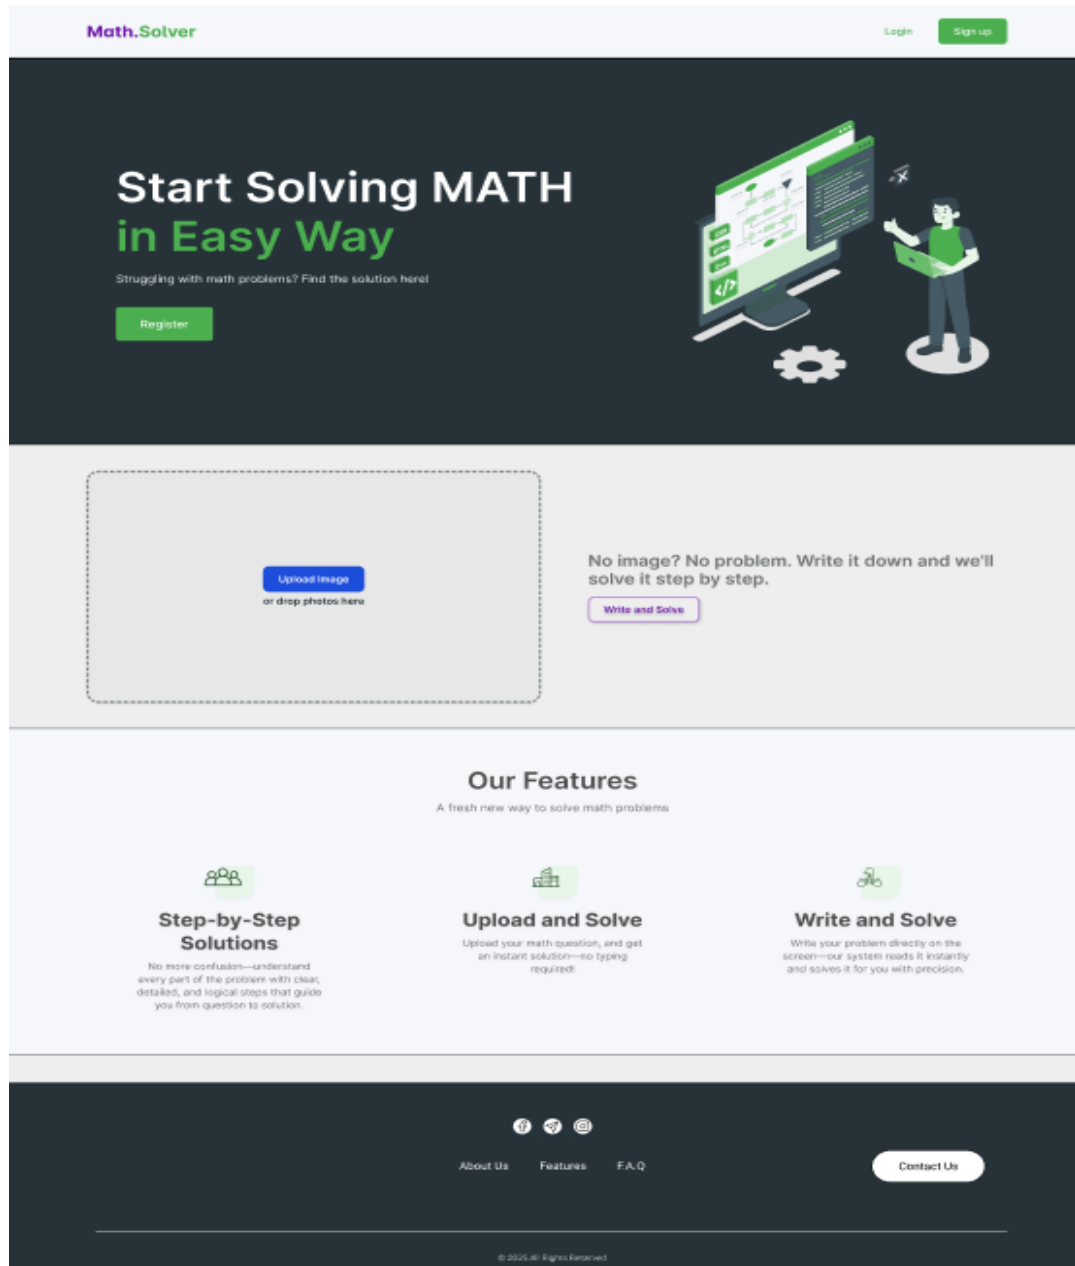 Math.Solver
Login
Sign up
Start Solving MATH
in Easy Way
Struggling with math problems? Find the solution here!
Register
</>
Upload Image
or drop photos here
No image? No problem. Write it down and we'll
solve it step by step.
Write and Solve
Our Features
A fresh new way to solve math problems
Step-by-Step
Solutions
No more confusion—understand
every part of the problem with clear,
detailed, and logical steps that guide
you from question to solution.
Upload and Solve
Upload your math question, and get
an instant solution—no typing
required!
Write and Solve
Write your problem directly on the
screen—our system reads it instantly
and solves it for you with precision.
About Us
Features
F.A.Q
Contact Us
© 2025.All Rights Reserved